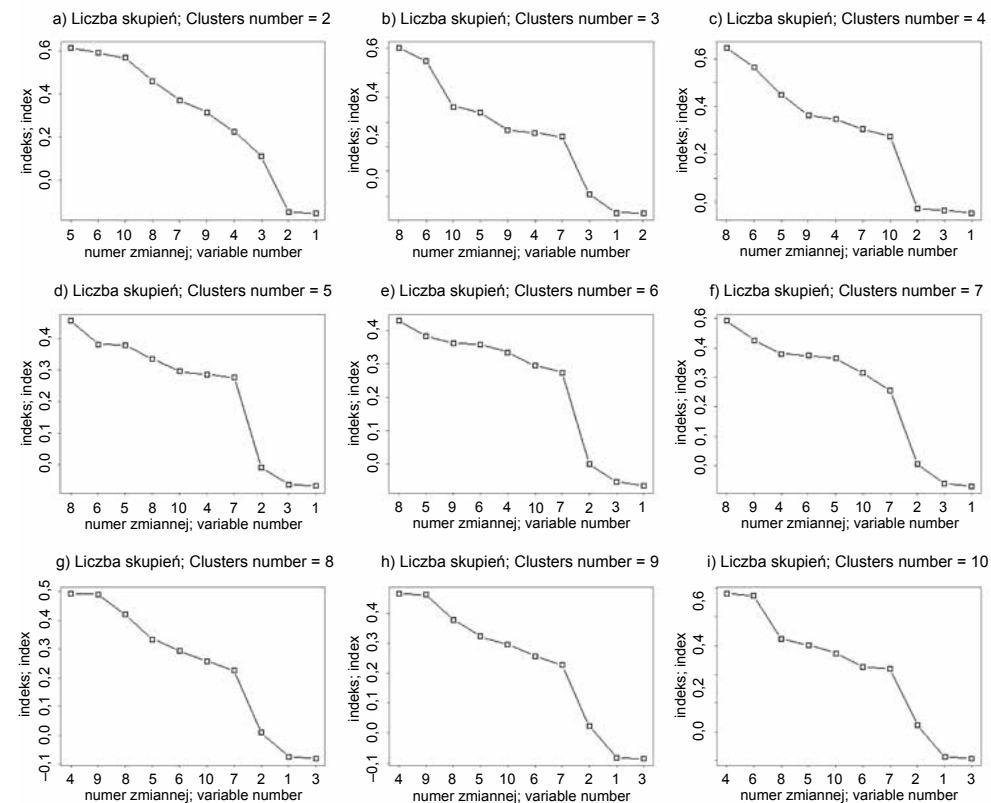 a) Liczba skupień; Clusters number = 2
indeks; index
0,6
0,4
0,2
0,0
5 6 10 8 7 9 4 3 2 1
numer zmiannej; variable number
b) Liczba skupień; Clusters number = 3
indeks; index
0,6
0,4
0,2
0,0
8 6 10 5 9 4 7 3 1 2
numer zmiannej; variable number
c) Liczba skupień; Clusters number = 4
indeks; index
0,6
0,4
0,2
0,0
8 6 5 9 4 7 10 2 3 1
numer zmiannej; variable number
d) Liczba skupień; Clusters number = 5
indeks; index
0,4
0,3
0,2
0,1
0,0
8 6 5 9 10 4 7 2 3 1
numer zmiannej; variable number
e) Liczba skupień; Clusters number = 6
indeks; index
0,4
0,3
0,2
0,1
0,0
8 5 9 6 4 10 7 2 3 1
numer zmiannej; variable number
f) Liczba skupień; Clusters number = 7
indeks; index
0,6
0,4
0,3
0,2
0,1
0,0
8 9 4 6 5 10 7 2 3 1
numer zmiannej; variable number
g) Liczba skupień; Clusters number = 8
indeks; index
0,5
0,4
0,3
0,2
0,1
0,0
–0,1
4 9 8 5 6 10 7 2 1 3
numer zmiannej; variable number
h) Liczba skupień; Clusters number = 9
indeks; index
0,4
0,3
0,2
0,1
0,0
–0,1
4 9 8 5 10 6 7 2 1 3
numer zmiannej; variable number
i) Liczba skupień; Clusters number = 10
indeks; index
0,6
0,4
0,2
0,0
4 6 8 5 10 6 7 2 1 3
numer zmiannej; variable number